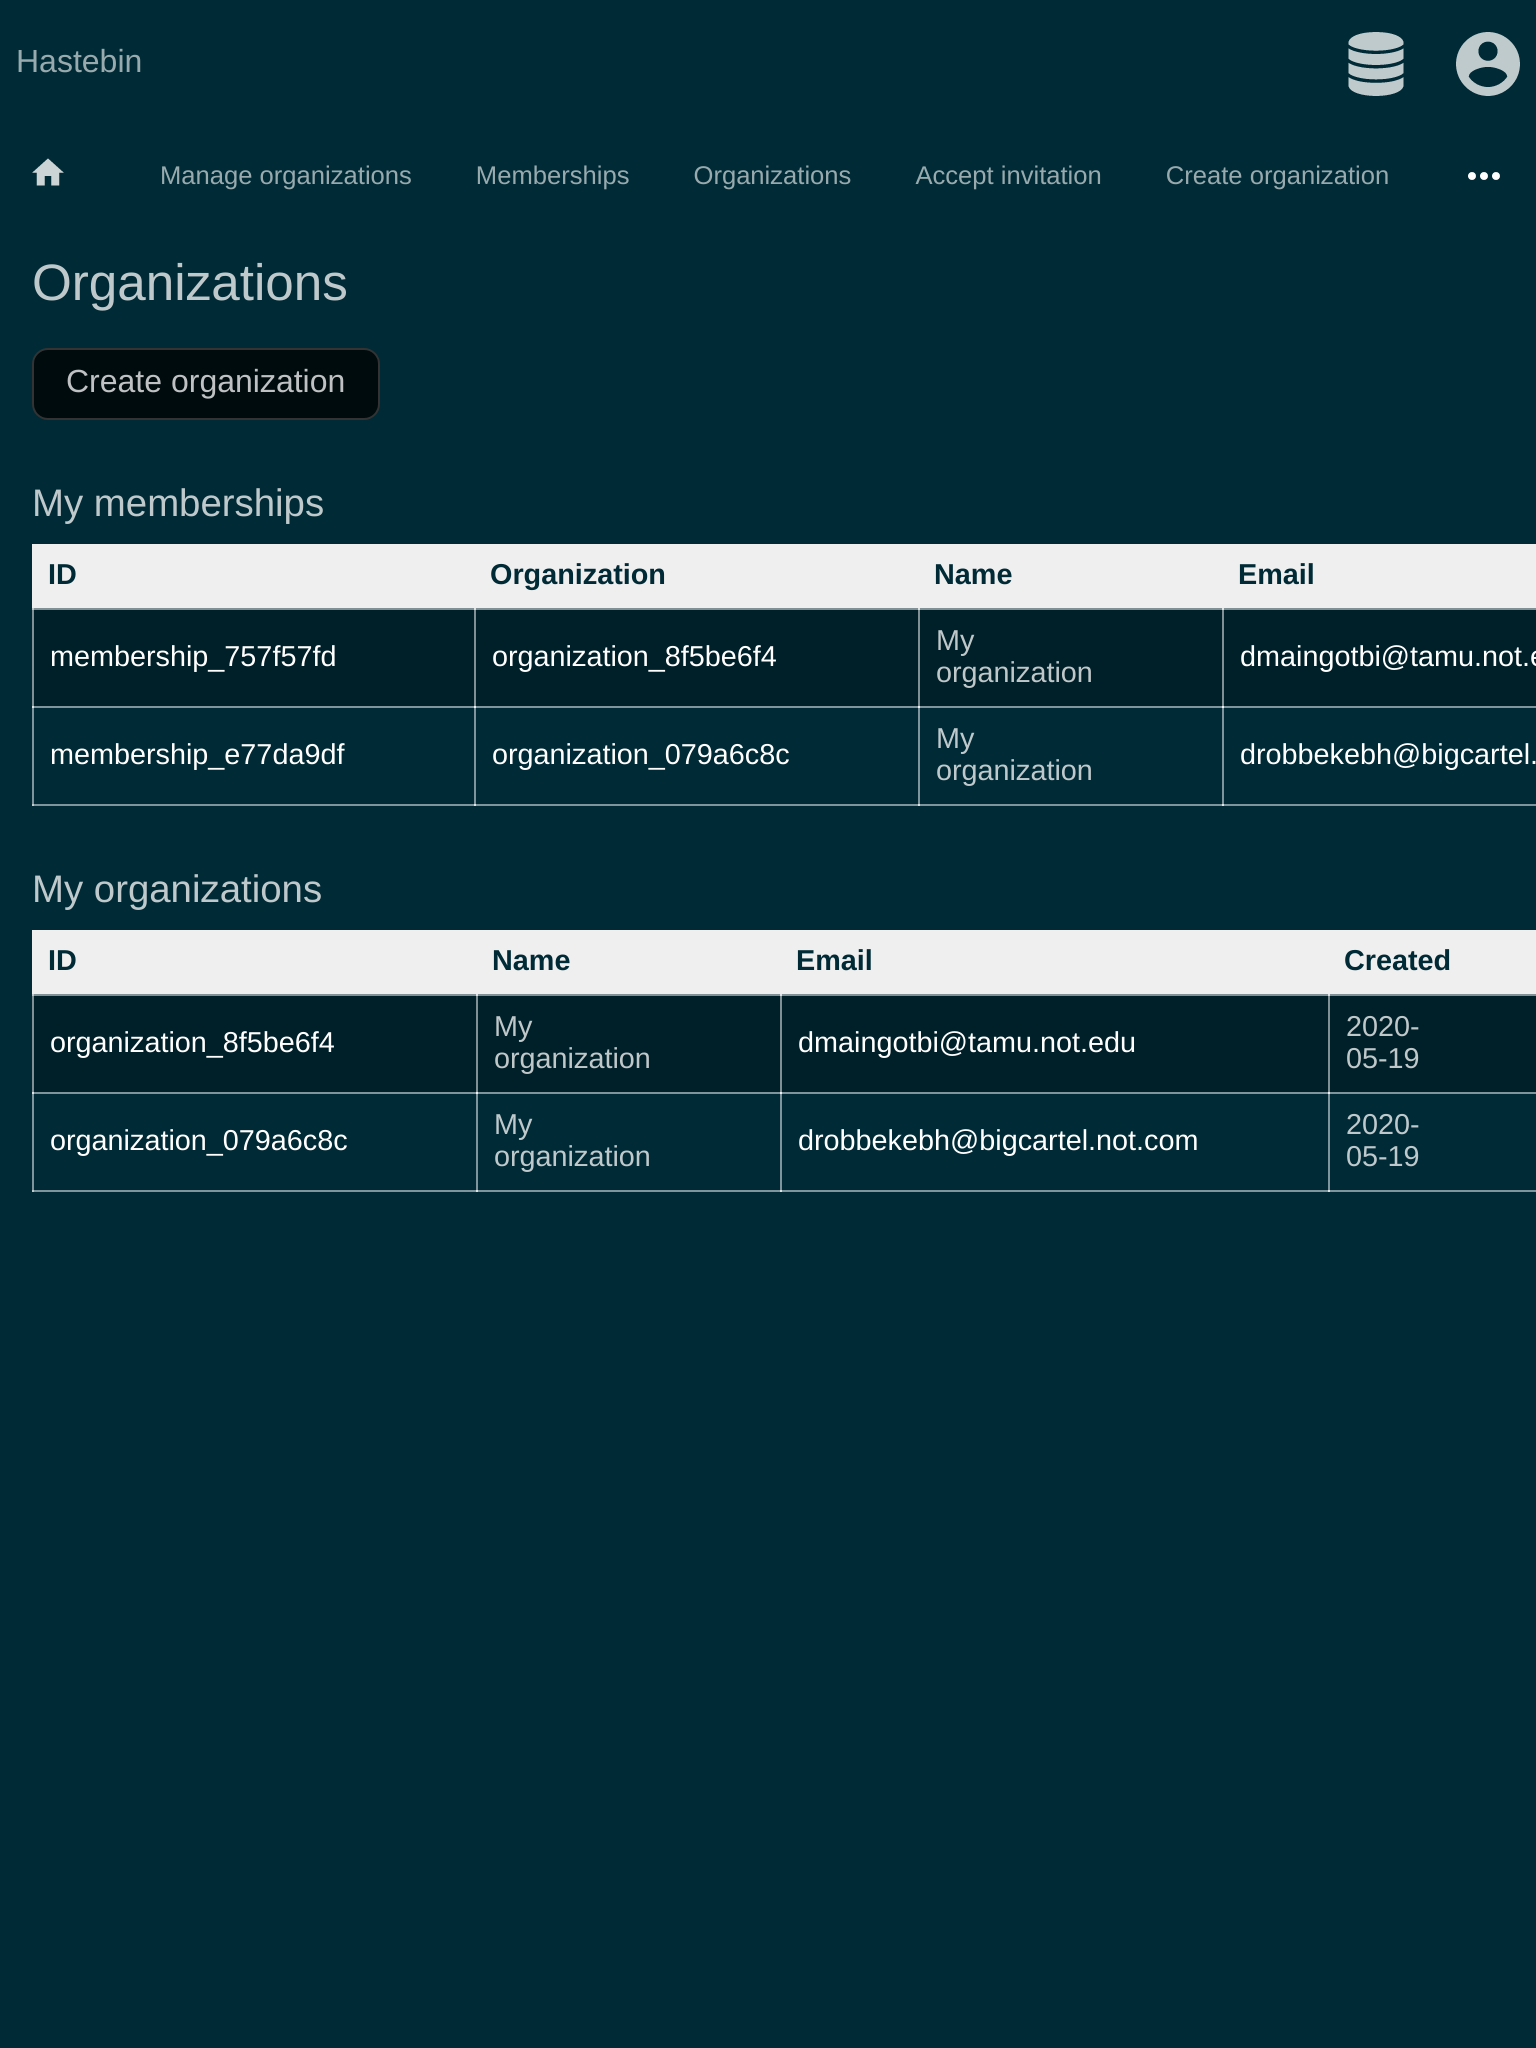 Hastebin
Manage organizations Memberships Organizations Accept invitation Create organization
Organizations
Create organization
My memberships
ID Organization Name Email
membership_757f57fd organization_8f5be6f4 My organization dmaingotbi@tamu.not.
membership_e77da9df organization_079a6c8c My organization drobbekebh@bigcartel.
My organizations
ID Name Email Created
organization_8f5be6f4 My organization dmaingotbi@tamu.not.edu 2020-05-19
organization_079a6c8c My organization drobbekebh@bigcartel.not.com 2020-05-19